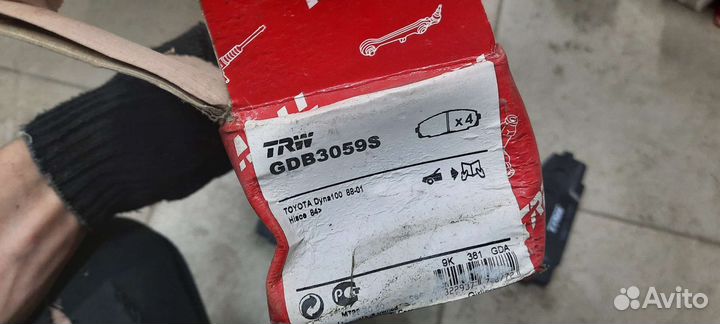 TRW
GDB3059S
x4
TOYOTA Dyna100 88-01
Hiace 84>
9K 381 GDA
Avito